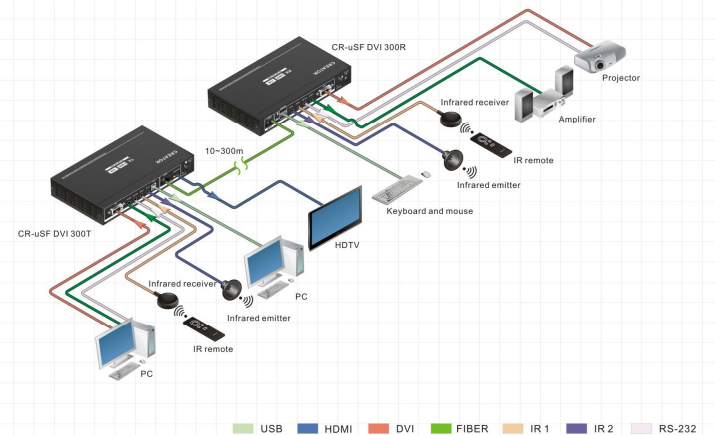 CR-uSF DVI 300R
CREATOR
Projector
Infrared receiver
Amplifier
IR remote
Infrared emitter
Keyboard and mouse
10~300m
CREATOR
HDTV
CR-uSF DVI 300T
Infrared receiver
PC
Infrared emitter
IR remote
PC
USB HDMI DVI FIBER IR 1 IR 2 RS-232